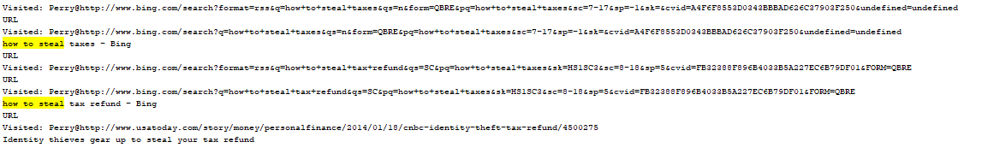 Visited: Perry@http://www.bing.com/search?format=rss&q=how+to+steal+taxes&qs=n&form=QBRE&pq=how+to+steal+taxes&sc=7-17&sp=-1&sk=&cvid=A4F6F8553D0343BBBAD626C37903F250&undefined=undefined
URL
Visited: Perry@http://www.bing.com/search?q=how+to+steal+taxes&qs=n&form=QBRE&pq=how+to+steal+taxes&sc=7-17&sp=-1&sk=&cvid=A4F6F8553D0343BBBAD626C37903F250&undefined=undefined
how to steal taxes - Bing
URL
Visited: Perry@http://www.bing.com/search?format=rss&q=how+to+steal+tax+refund&qs=SC&pq=how+to+steal+taxes&sk=HS1SC3&sc=8-18&sp=5&cvid=FB32388F896B4033B5A227EC6B79DF01&FORM=QBRE
URL
Visited: Perry@http://www.bing.com/search?q=how+to+steal+tax+refund&qs=SC&pq=how+to+steal+taxes&sk=HS1SC3&sc=8-18&sp=5&cvid=FB32388F896B4033B5A227EC6B79DF01&FORM=QBRE
how to steal tax refund - Bing
URL
Visited: Perry@http://www.usatoday.com/story/money/personalfinance/2014/01/18/cnbc-identity-theft-tax-refund/4500275
Identity thieves gear up to steal your tax refund